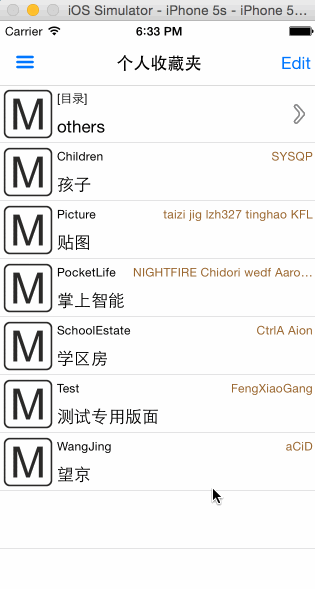 iOS Simulator - iPhone 5s - iPhone 5...
Carrier 6:33 PM
个人收藏夹 Edit
M [目录]
others
M Children SYSQP
孩子
M Picture taizi jig lzh327 tinghao KFL
贴图
M PocketLife NIGHTFIRE Chidori wedf Aaro...
掌上智能
M SchoolEstate CtrlA Aion
学区房
M Test FengXiaoGang
测试专用版面
M WangJing aCiD
望京